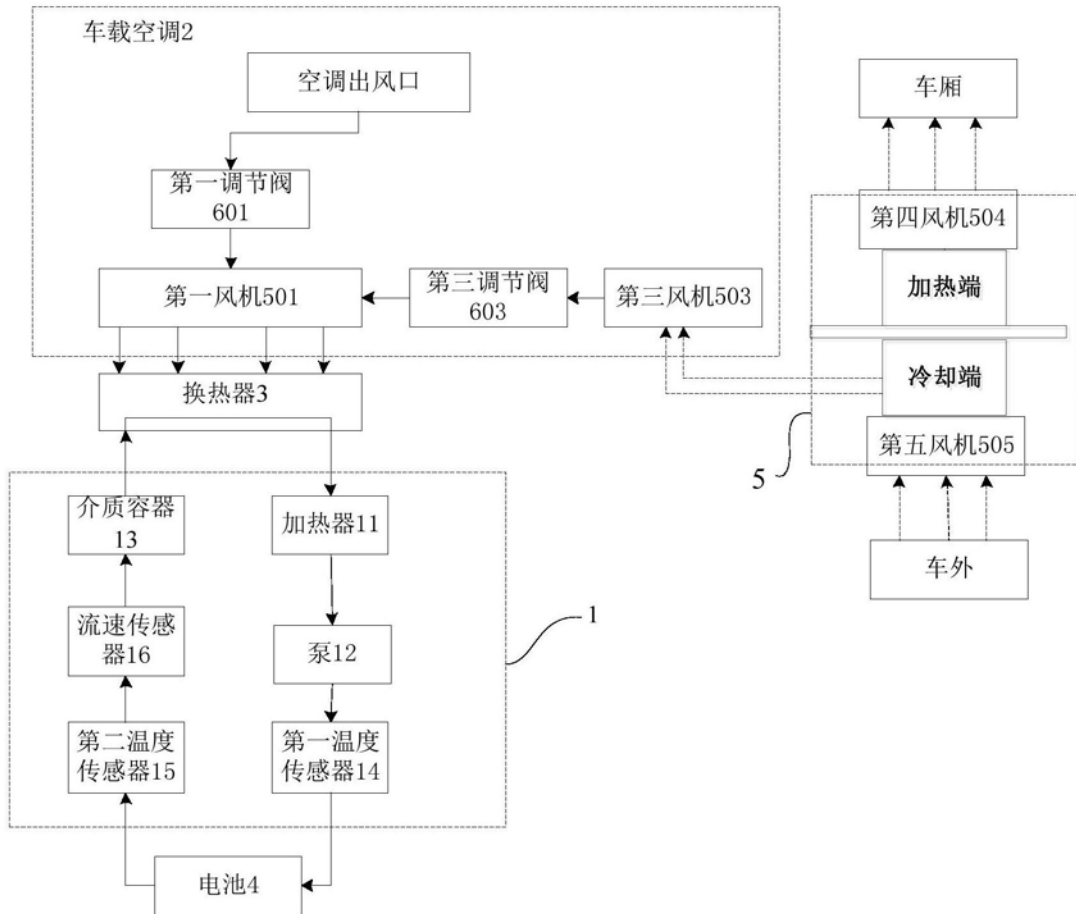 车载空调2
空调出风口
车厢
第一调节阀
601
第四风机504
加热端
第一风机501
第三调节阀
603
第三风机503
换热器3
冷却端
第五风机505
5
介质容器
13
加热器11
车外
1
流速传感
器16
泵12
第二温度
传感器15
第一温度
传感器14
电池4